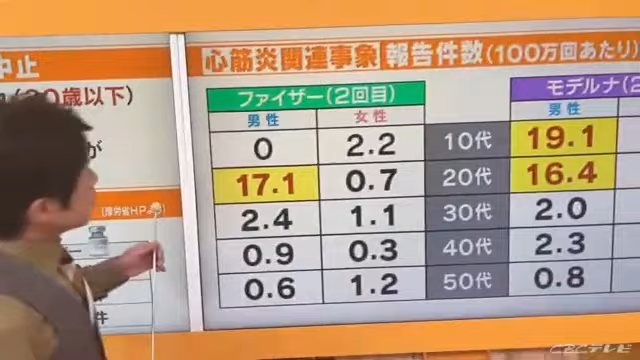 中止
心筋炎関連事象 報告件数(100万回あたり)
(20歳以下)
ファイザー(2回目)
モデルナ(2
男性 女性 男性
が
0 2.2 10代 19.1
17.1 0.7 20代 16.4
(厚労省HP
2.4 1.1 30代 2.0
0.9 0.3 40代 2.3
0.6 1.2 50代 0.8
件
CBCテレビ